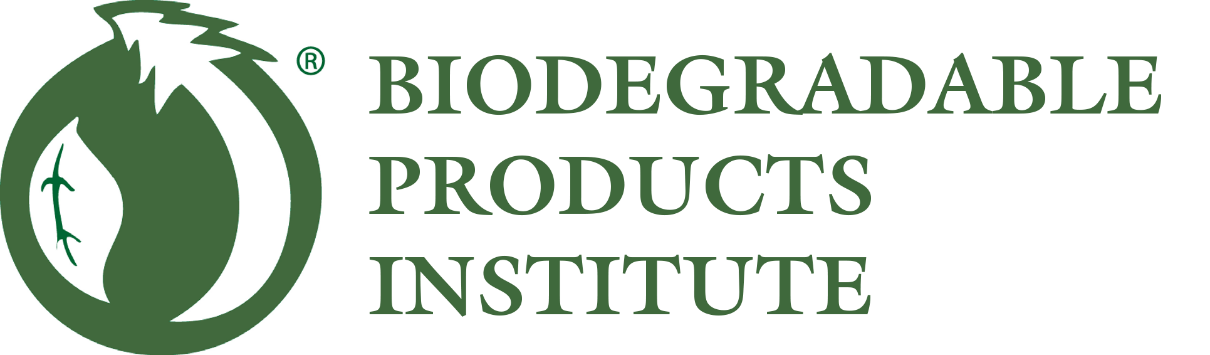 ®
BIODEGRADABLE
PRODUCTS
INSTITUTE